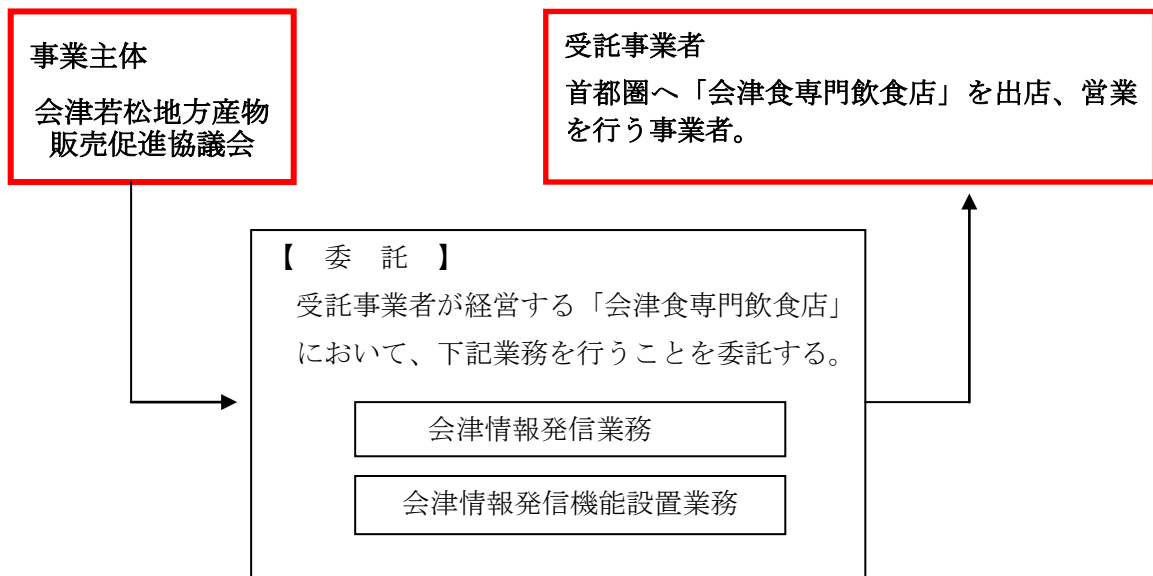 事業主体
会津若松地方産物
販売促進協議会
受託事業者
首都圏へ「会津食専門飲食店」を出店、営業
を行う事業者。
【 委 託 】
受託事業者が経営する「会津食専門飲食店」
において、下記業務を行うことを委託する。
会津情報発信業務
会津情報発信機能設置業務